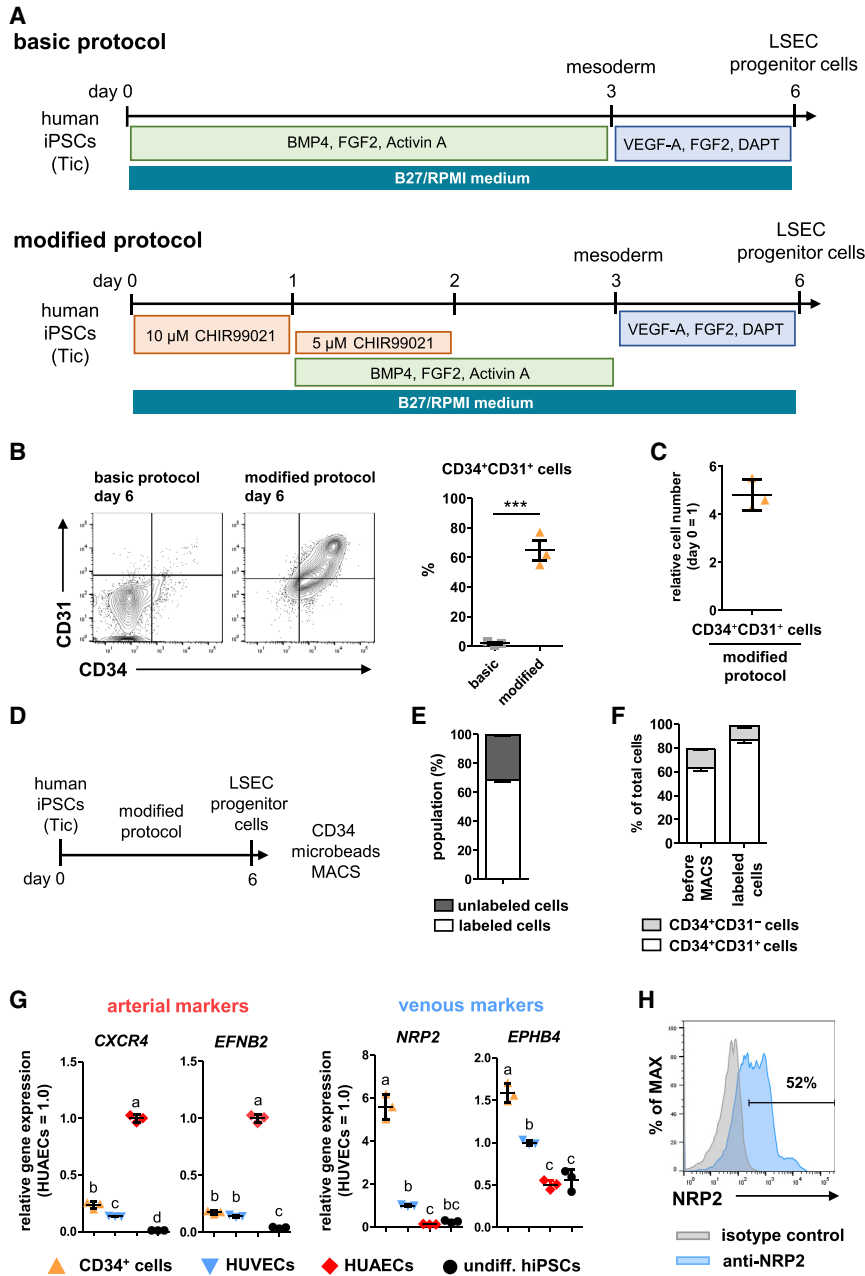 A
basic protocol
LSEC
mesoderm
progenitor cells
day 0
3
6
human
iPSCs
(Tic)
BMP4, FGF2, Activin A
VEGF-A, FGF2, DAPT
B27/RPMI medium
modified protocol
LSEC
mesoderm
progenitor cells
day 0
1
2
3
6
human
iPSCs
(Tic)
10 µM CHIR99021
5 µM CHIR99021
VEGF-A, FGF2, DAPT
BMP4, FGF2, Activin A
B27/RPMI medium
B
basic protocol
day 6
modified protocol
day 6
CD31
CD34
CD34⁺CD31⁺ cells
***
%
100
80
60
40
20
0
basic
modified
C
relative cell number
(day 0 = 1)
6
4
2
0
CD34⁺CD31⁺ cells
modified
protocol
D
human
iPSCs
(Tic)
modified
protocol
LSEC
progenitor
cells
day 0
6
CD34
microbeads
MACS
E
population (%)
100
80
60
40
20
0
unlabeled cells
labeled cells
F
% of total cells
100
80
60
40
20
0
before
MACS
labeled
cells
CD34⁺CD31⁻ cells
CD34⁺CD31⁺ cells
G
arterial markers
venous markers
CXCR4
EFNB2
NRP2
EPHB4
relative gene expression
(HUAECs = 1.0)
1.5
1.0
0.5
0.0
b
c
a
d
1.5
1.0
0.5
0.0
b
b
a
c
relative gene expression
(HUVECs = 1.0)
8
6
4
2
0
a
b
c
bc
2.0
1.5
1.0
0.5
0.0
a
b
c
c
CD34⁺ cells
HUVECs
HUAECs
undiff. hiPSCs
H
% of MAX
52%
NRP2
isotype control
anti-NRP2